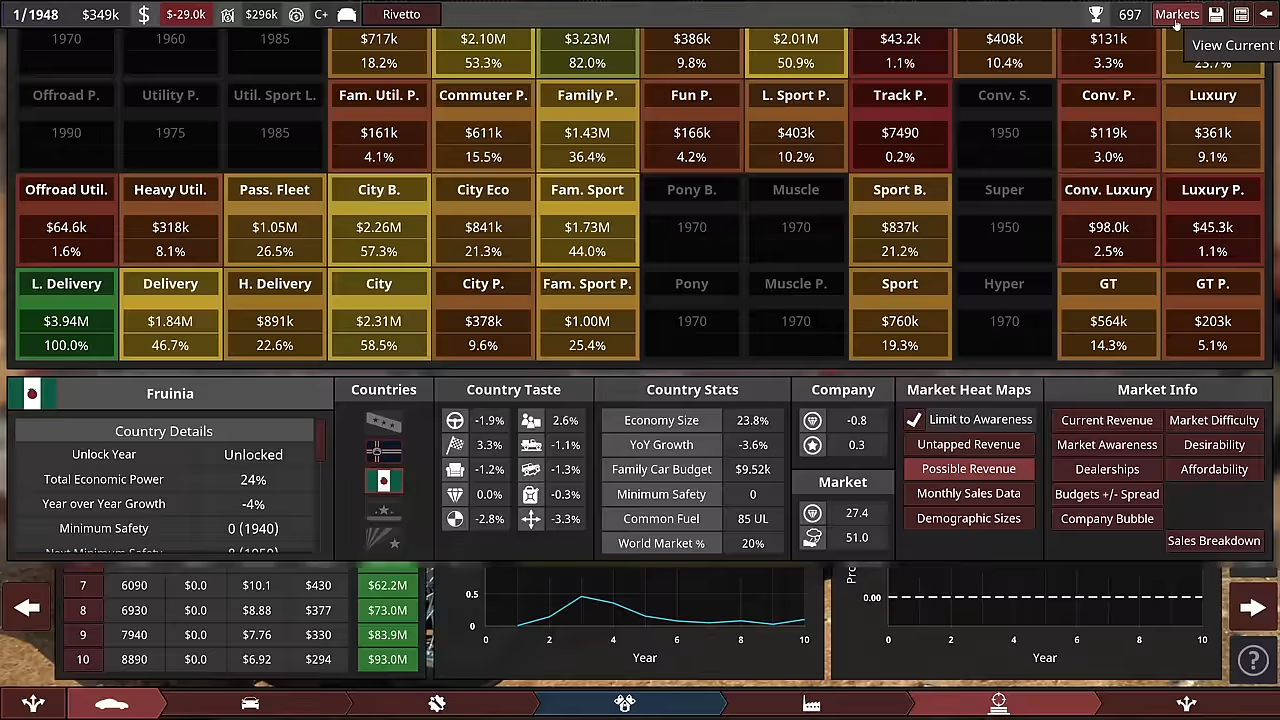 1/1948 $349k $ $-29.0k $296k C+ Rivetto 697 Markets
View Current
1970 1960 1985 $717k $2.10M $3.23M $386k $2.01M $43.2k $408k $131k
18.2% 53.3% 82.0% 9.8% 50.9% 1.1% 10.4% 3.3% 23.7%
Offroad P. Utility P. Util. Sport L. Fam. Util. P. Commuter P. Family P. Fun P. L. Sport P. Track P. Conv. S. Conv. P. Luxury
1990 1975 1985 $161k $611k $1.43M $166k $403k $7490 1950 $119k $361k
4.1% 15.5% 36.4% 4.2% 10.2% 0.2% 3.0% 9.1%
Offroad Util. Heavy Util. Pass. Fleet City B. City Eco Fam. Sport Pony B. Muscle Sport B. Super Conv. Luxury Luxury P.
$64.6k $318k $1.05M $2.26M $841k $1.73M 1970 1970 $837k 1950 $98.0k $45.3k
1.6% 8.1% 26.5% 57.3% 21.3% 44.0% 21.2% 2.5% 1.1%
L. Delivery Delivery H. Delivery City City P. Fam. Sport P. Pony Muscle P. Sport Hyper GT GT P.
$3.94M $1.84M $891k $2.31M $378k $1.00M 1970 1970 $760k 1970 $564k $203k
100.0% 46.7% 22.6% 58.5% 9.6% 25.4% 19.3% 14.3% 5.1%
Fruinia
Country Details
Unlock Year Unlocked
Total Economic Power 24%
Year over Year Growth -4%
Minimum Safety 0 (1940)
Next Minimum Safety 8 (1950)
Countries
Country Taste
-1.9% 2.6%
3.3% -1.1%
-1.2% -1.3%
0.0% -0.3%
-2.8% -3.3%
Country Stats
Economy Size 23.8%
YoY Growth -3.6%
Family Car Budget $9.52k
Minimum Safety 0
Common Fuel 85 UL
World Market % 20%
Company
-0.8
0.3
Market
27.4
51.0
Market Heat Maps
Limit to Awareness
Untapped Revenue
Possible Revenue
Monthly Sales Data
Demographic Sizes
Market Info
Current Revenue Market Difficulty
Market Awareness Desirability
Dealerships Affordability
Budgets +/- Spread
Company Bubble
Sales Breakdown
7 6090 $0.0 $10.1 $430 $62.2M
8 6930 $0.0 $8.88 $377 $73.0M
9 7940 $0.0 $7.76 $330 $83.9M
10 8890 $0.0 $6.92 $294 $93.0M
0.5
0
0 2 4 6 8 10
Year
0.00
0 2 4 6 8 10
Year
?